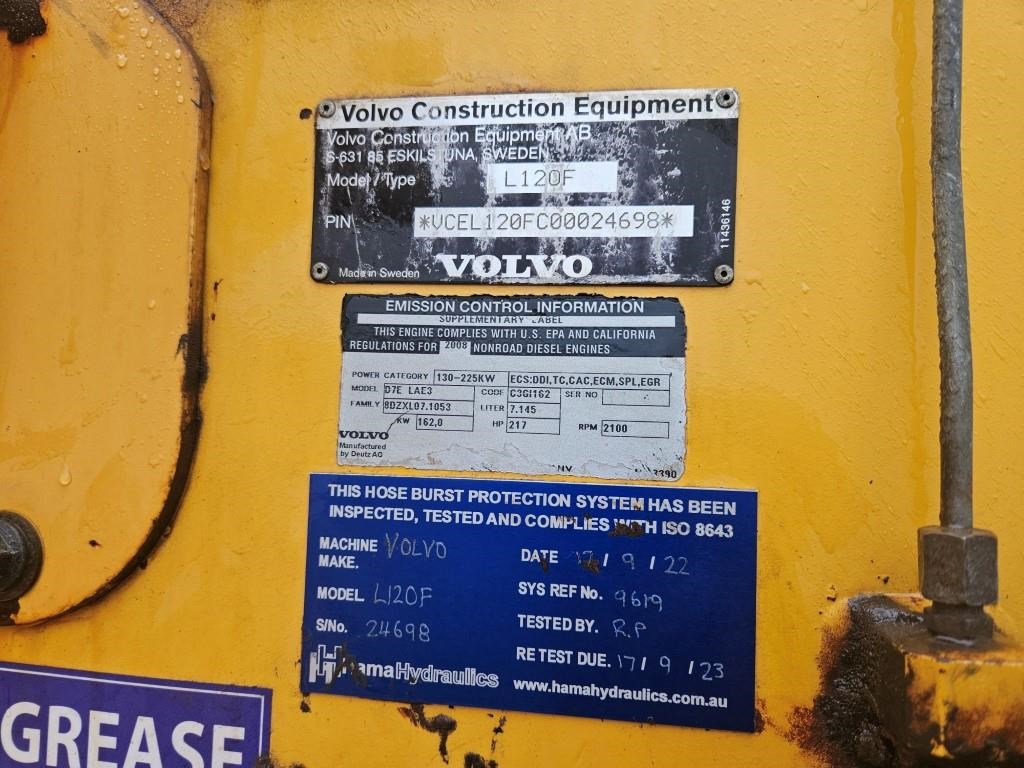 Volvo Construction Equipment
Volvo Construction Equipment AB
S-631 85 ESKILSTUNA, SWEDEN
Model / Type L120F
PIN *VCEL120FC00024698*
11436146
Made in Sweden VOLVO
EMISSION CONTROL INFORMATION
SUPPLEMENTARY LABEL
THIS ENGINE COMPLIES WITH U.S. EPA AND CALIFORNIA
REGULATIONS FOR 2008 NONROAD DIESEL ENGINES
POWER CATEGORY 130-225KW ECS:DDI,TC,CAC,ECM,SPL,EGR
MODEL D7E LAE3 CODE C3GI162 SER NO
FAMILY 8DZXL07.1053 LITER 7.145
KW 162,0 HP 217 RPM 2100
VOLVO
Manufactured
by Deutz AG
3390
THIS HOSE BURST PROTECTION SYSTEM HAS BEEN
INSPECTED, TESTED AND COMPLIES WITH ISO 8643
MACHINE MAKE. VOLVO DATE 17/9/22
MODEL L120F SYS REF No. 9619
S/No. 24698 TESTED BY. R.P
RE TEST DUE. 17/9/23
HamaHydraulics www.hamahydraulics.com.au
GREASE